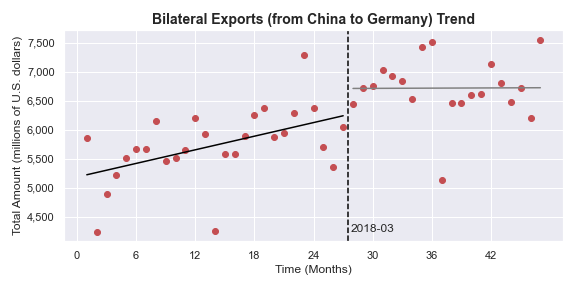 Bilateral Exports (from China to Germany) Trend
Total Amount (millions of U.S. dollars)
7,500
7,000
6,500
6,000
5,500
5,000
4,500
2018-03
0 6 12 18 24 30 36 42
Time (Months)